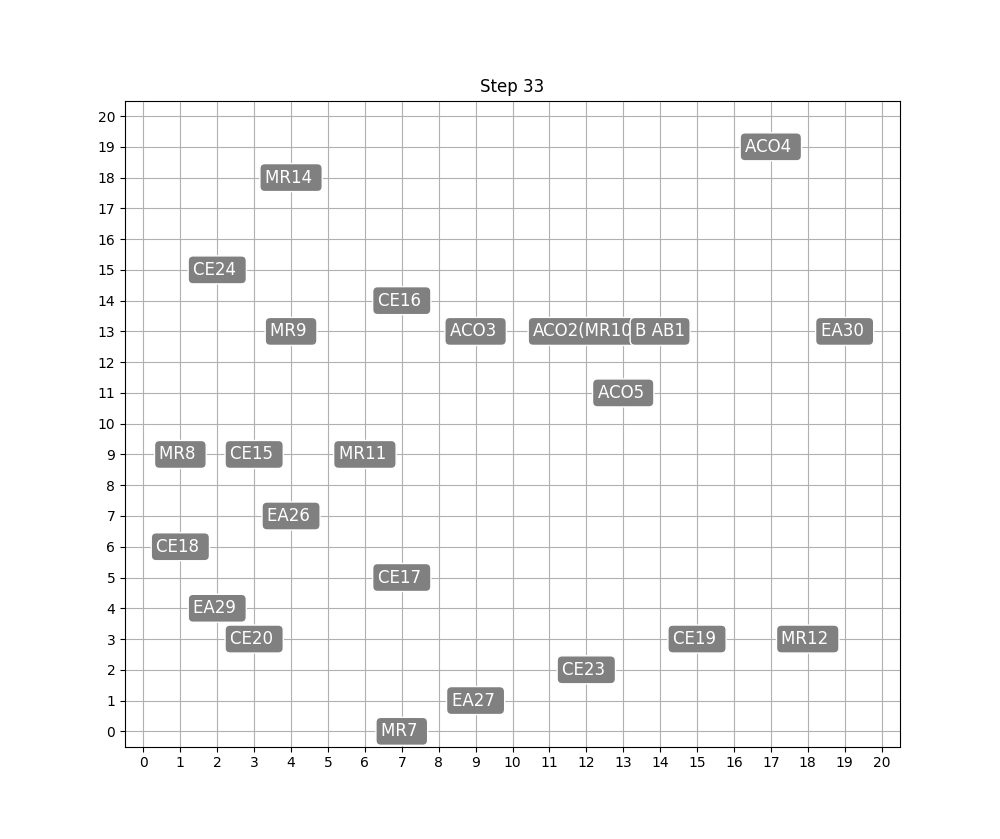 Step 33
20
19 ACO4
18 MR14
17
16
15 CE24
14 CE16
13 MR9 ACO3 ACO2(MR10 B AB1 EA30
12
11 ACO5
10
9 MR8 CE15 MR11
8
7 EA26
6 CE18
5 CE17
4 EA29
3 CE20 CE19 MR12
2 CE23
1 EA27
0 MR7
0 1 2 3 4 5 6 7 8 9 10 11 12 13 14 15 16 17 18 19 20